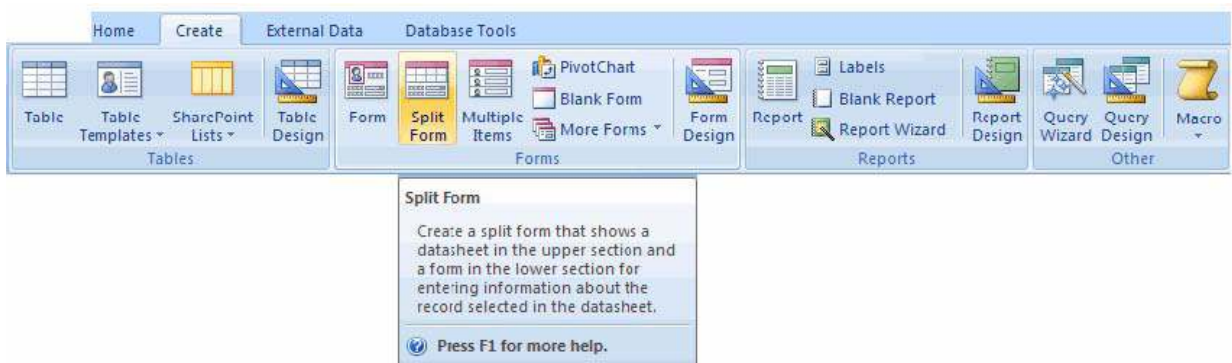 Home Create External Data Database Tools
Table
Table Templates
SharePoint Lists
Table Design
Tables
Form
Split Form
Multiple Items
PivotChart
Blank Form
More Forms
Form Design
Forms
Report
Labels
Blank Report
Report Wizard
Report Design
Reports
Query Wizard
Query Design
Macro
Other
Split Form
Create a split form that shows a
datasheet in the upper section and
a form in the lower section for
entering information about the
record selected in the datasheet.
Press F1 for more help.